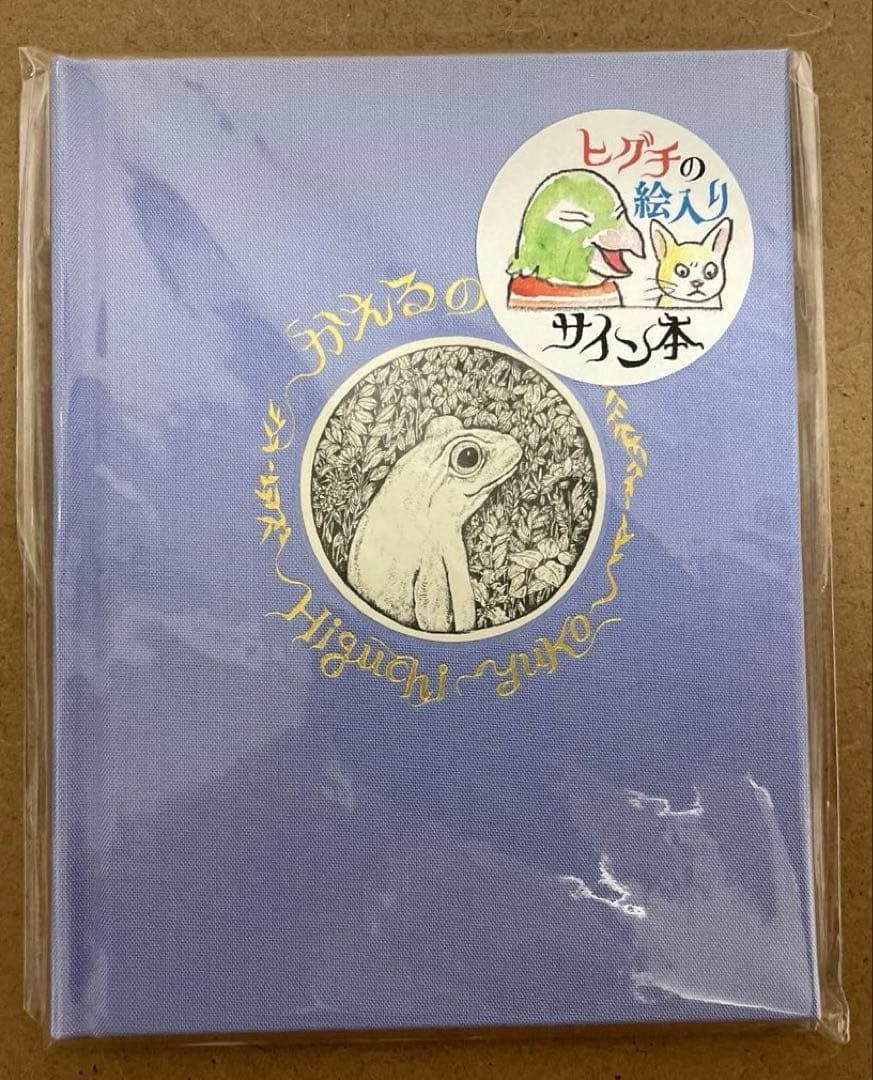 ヒグチの
絵入り
サイン本
かえるの
Higuchi Yuko